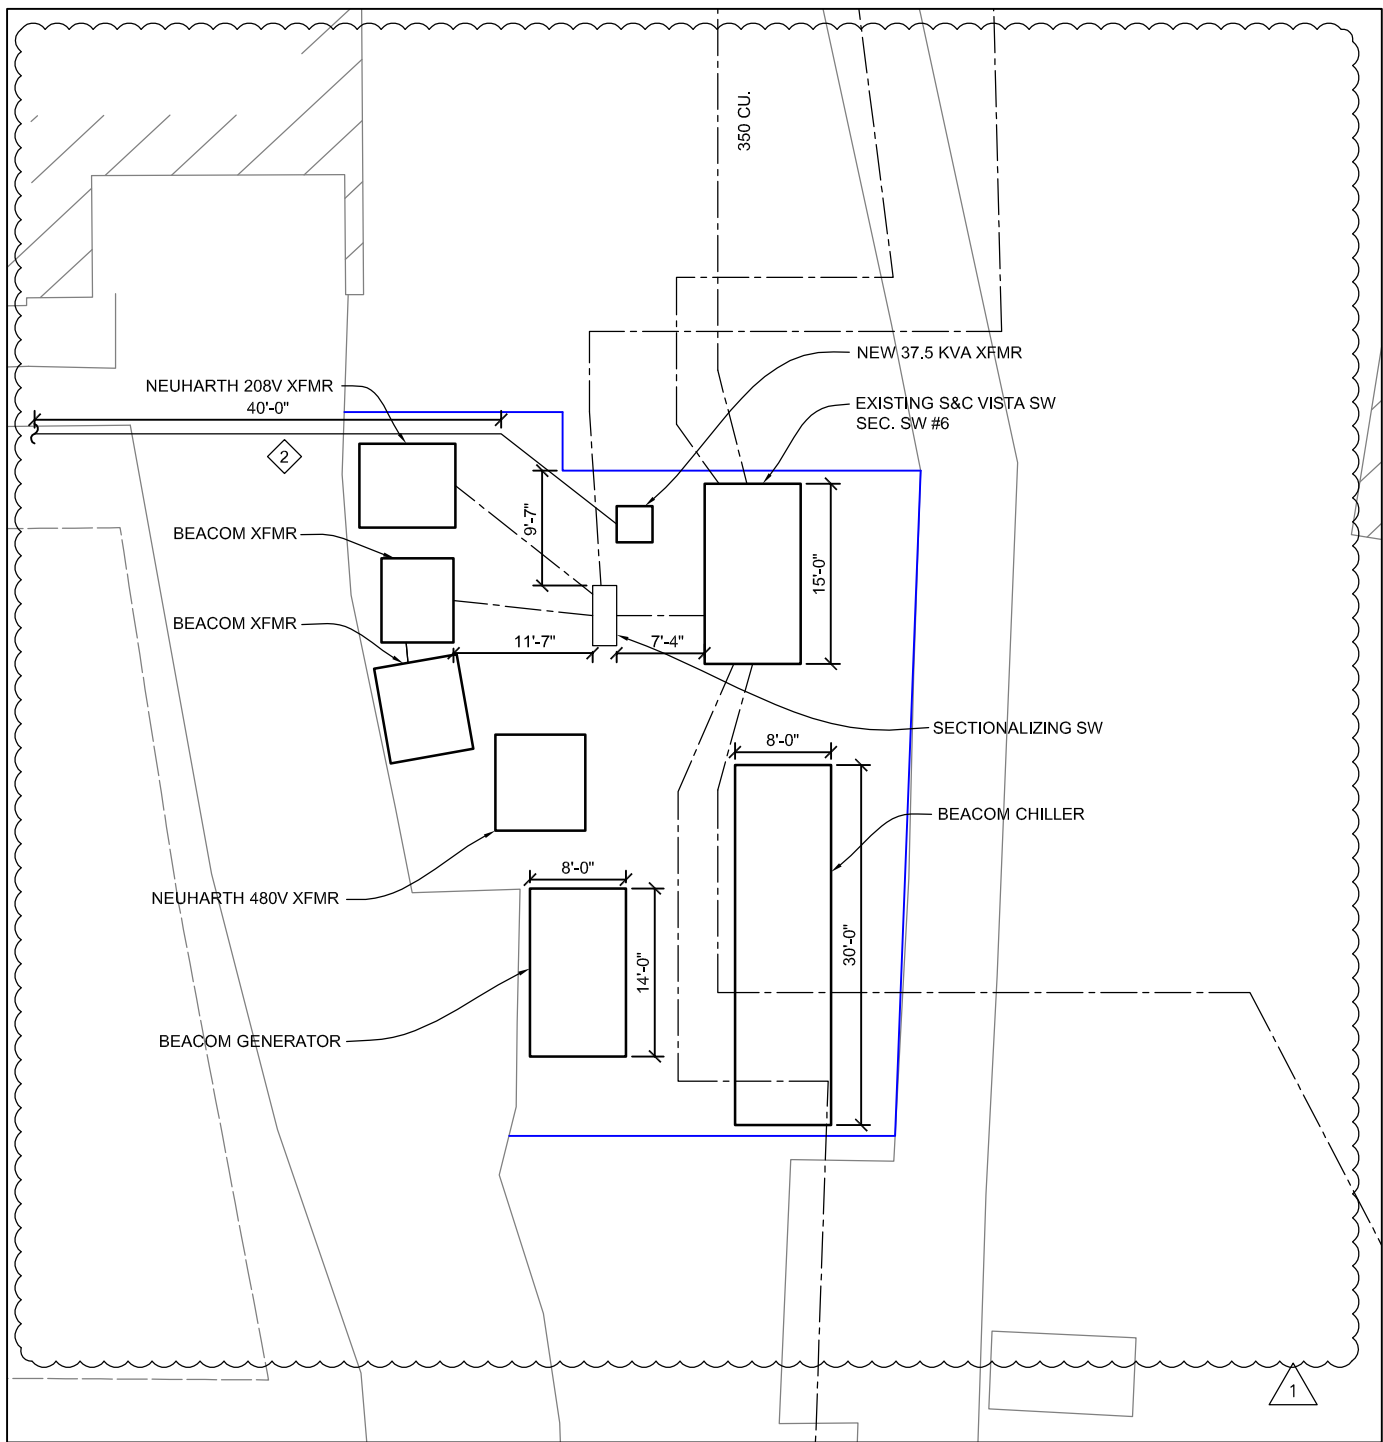 350 CU.
NEW 37.5 KVA XFMR
NEUHARTH 208V XFMR
40'-0"
EXISTING S&C VISTA SW
SEC. SW #6
2
9'-7"
BEACOM XFMR
15'-0"
BEACOM XFMR
11'-7"
7'-4"
SECTIONALIZING SW
8'-0"
BEACOM CHILLER
8'-0"
NEUHARTH 480V XFMR
30'-0"
14'-0"
BEACOM GENERATOR
1